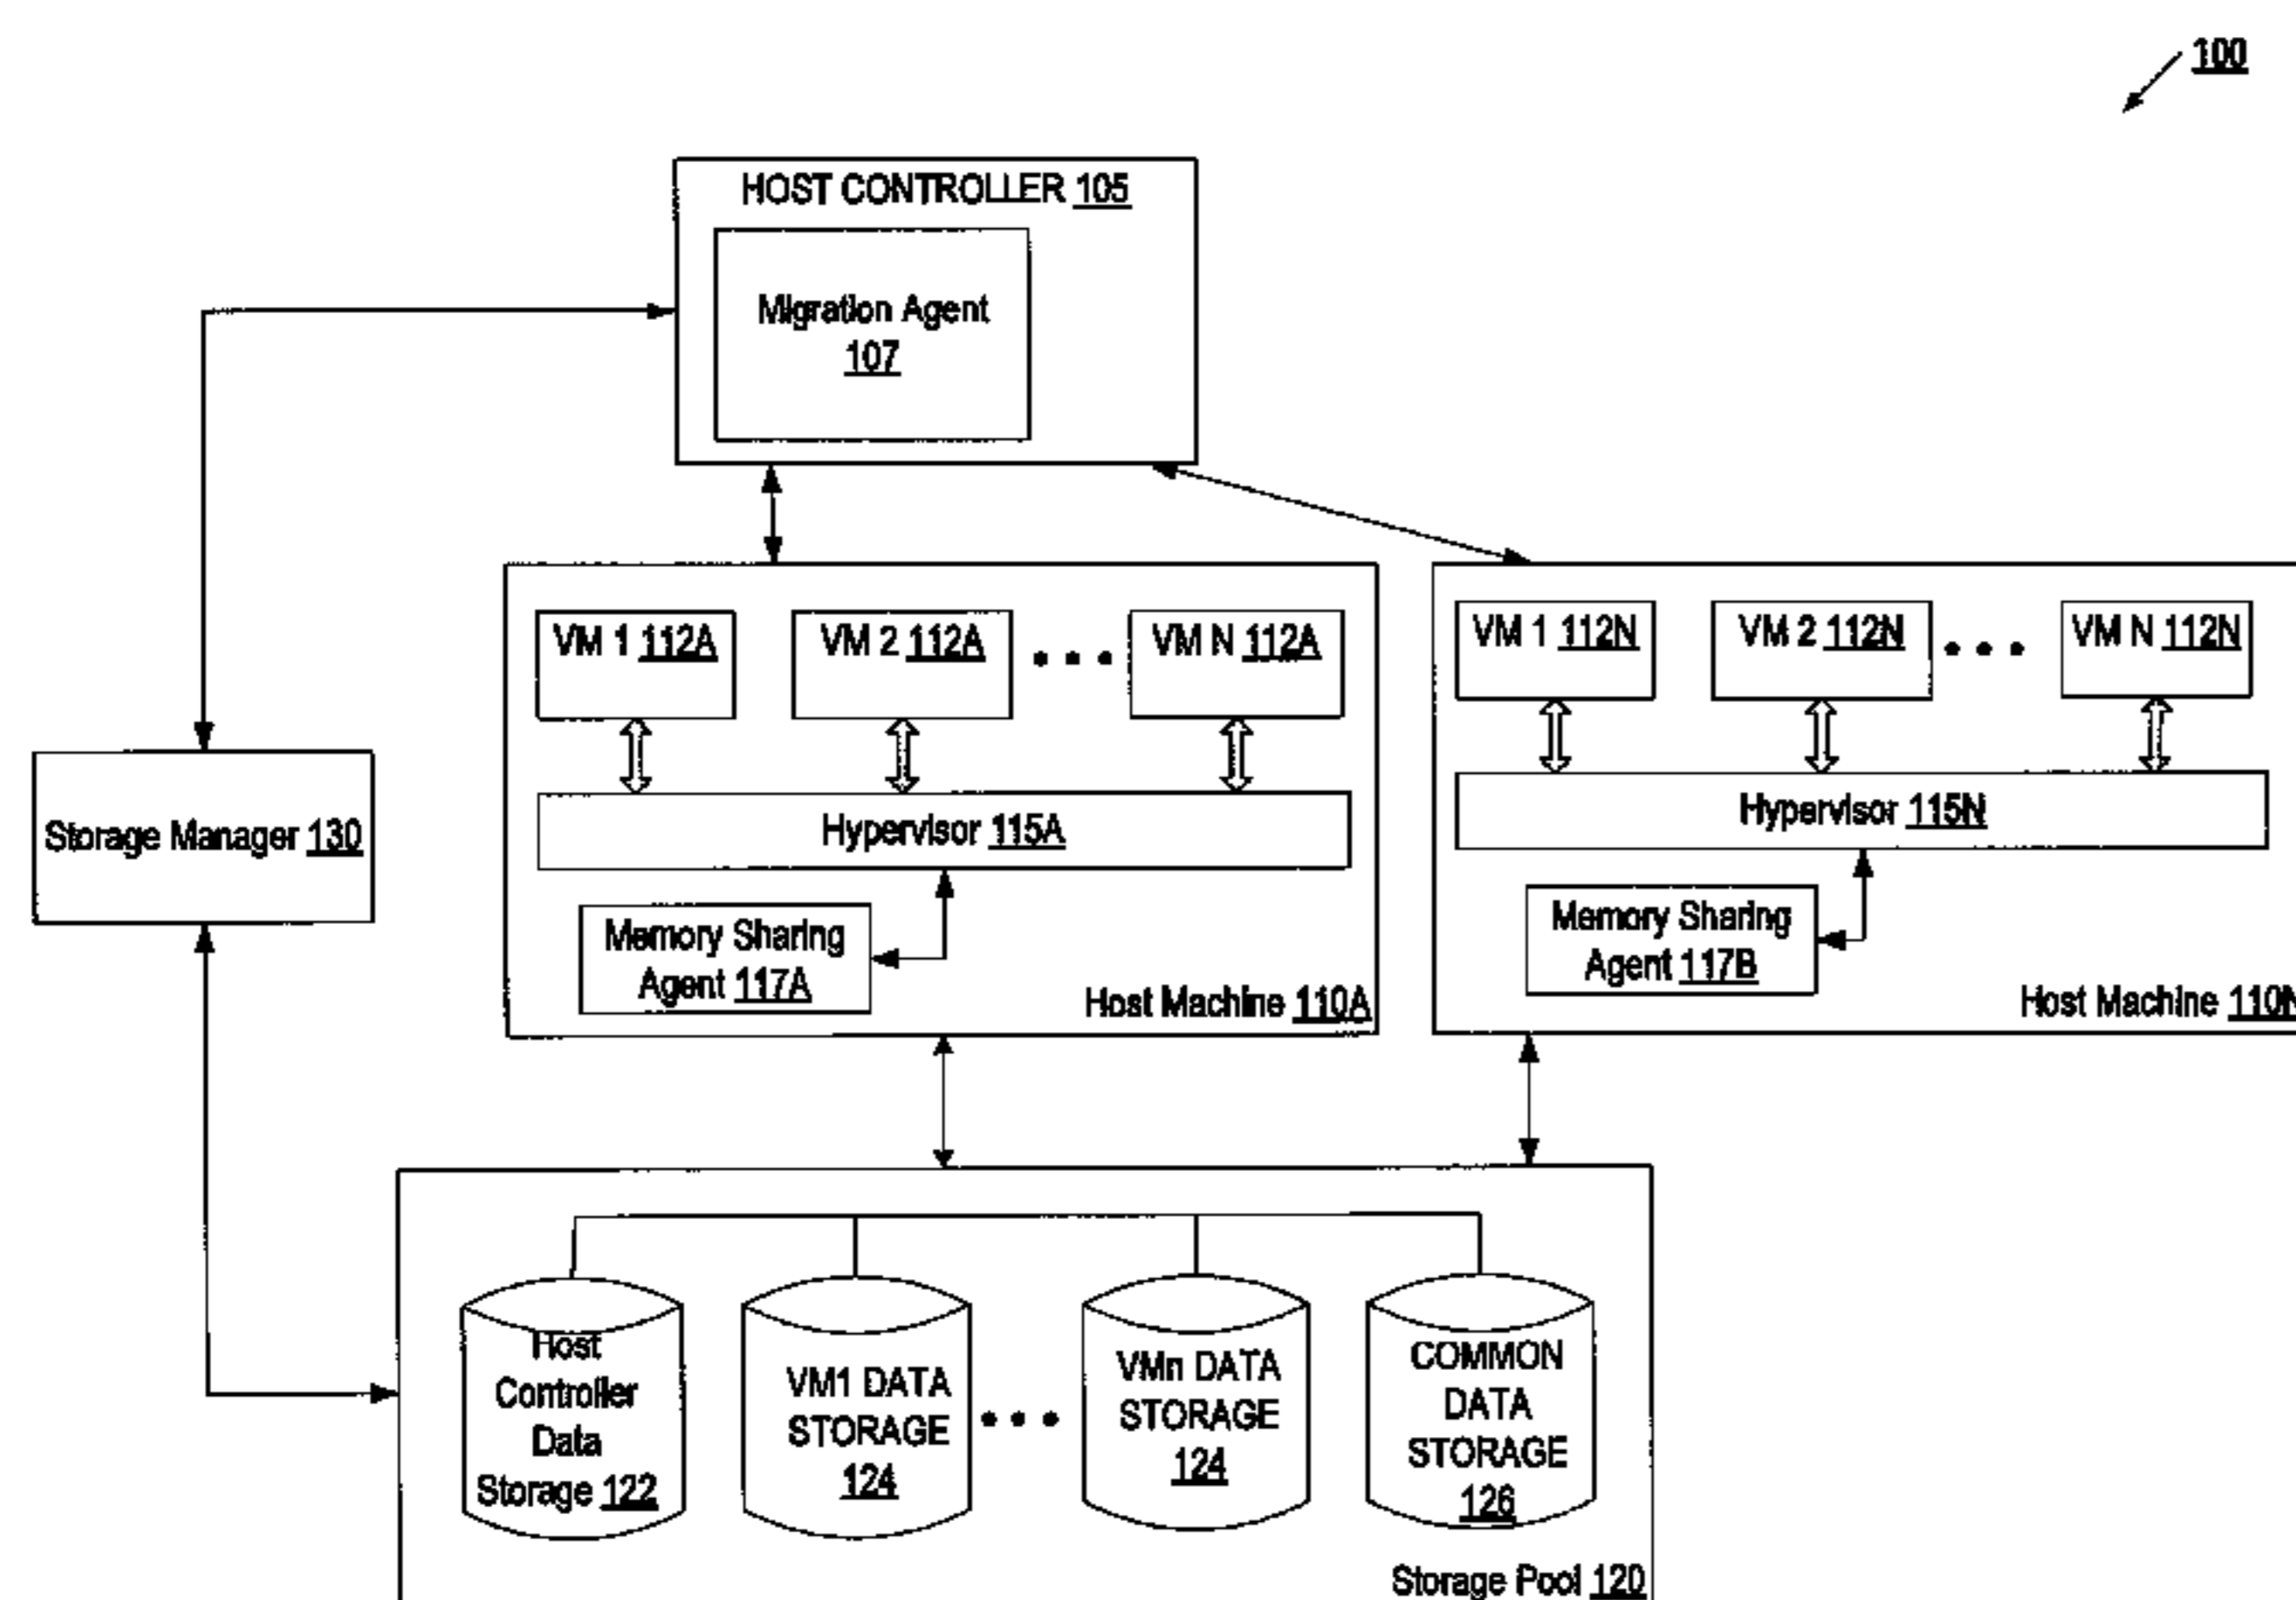 100
HOST CONTROLLER 105
Migration Agent
107
VM 1 112A
VM 2 112A
VM N 112A
VM 1 112N
VM 2 112N
VM N 112N
Storage Manager 130
Hypervisor 115A
Hypervisor 115N
Memory Sharing
Agent 117A
Host Machine 110A
Memory Sharing
Agent 117B
Host Machine 110N
Host
Controller
Data
Storage 122
VM1 DATA
STORAGE
124
VMn DATA
STORAGE
124
COMMON
DATA
STORAGE
126
Storage Pool 120